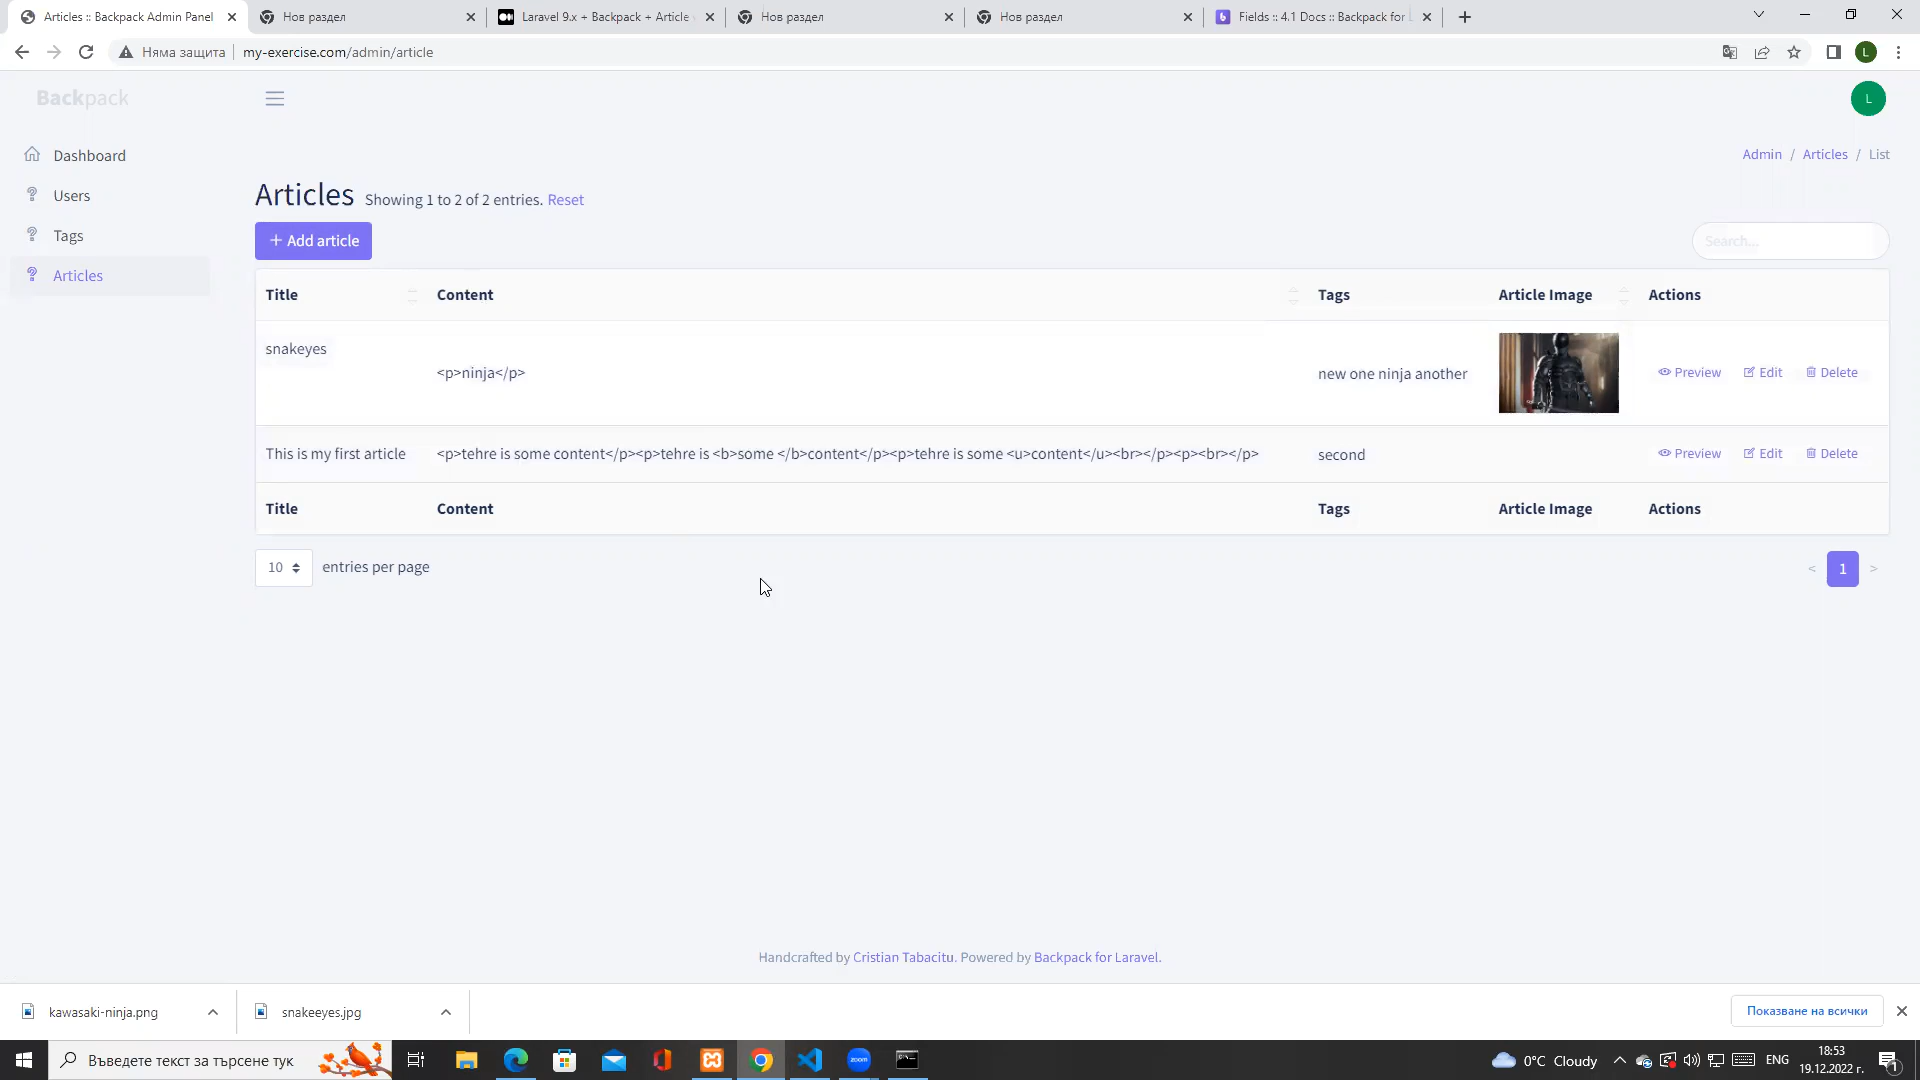 Articles :: Backpack Admin Panel
Нов раздел
Laravel 9.x + Backpack + Article
Нов раздел
Нов раздел
Fields :: 4.1 Docs :: Backpack for
Няма защита
my-exercise.com/admin/article
L
Backpack
L
Dashboard
Users
Tags
Articles
Admin / Articles / List
Articles Showing 1 to 2 of 2 entries. Reset
+ Add article
Search...
Title Content Tags Article Image Actions
snakeyes <p>ninja</p> new one ninja another Preview Edit Delete
This is my first article <p>tehre is some content</p><p>tehre is <b>some </b>content</p><p>tehre is some <u>content</u><br></p><p><br></p> second Preview Edit Delete
Title Content Tags Article Image Actions
10 entries per page
< 1 >
Handcrafted by Cristian Tabacitu. Powered by Backpack for Laravel.
kawasaki-ninja.png
snakeeyes.jpg
Показване на всички
Въведете текст за търсене тук
zoom
0°C Cloudy
ENG
18:53
19.12.2022 г.
1